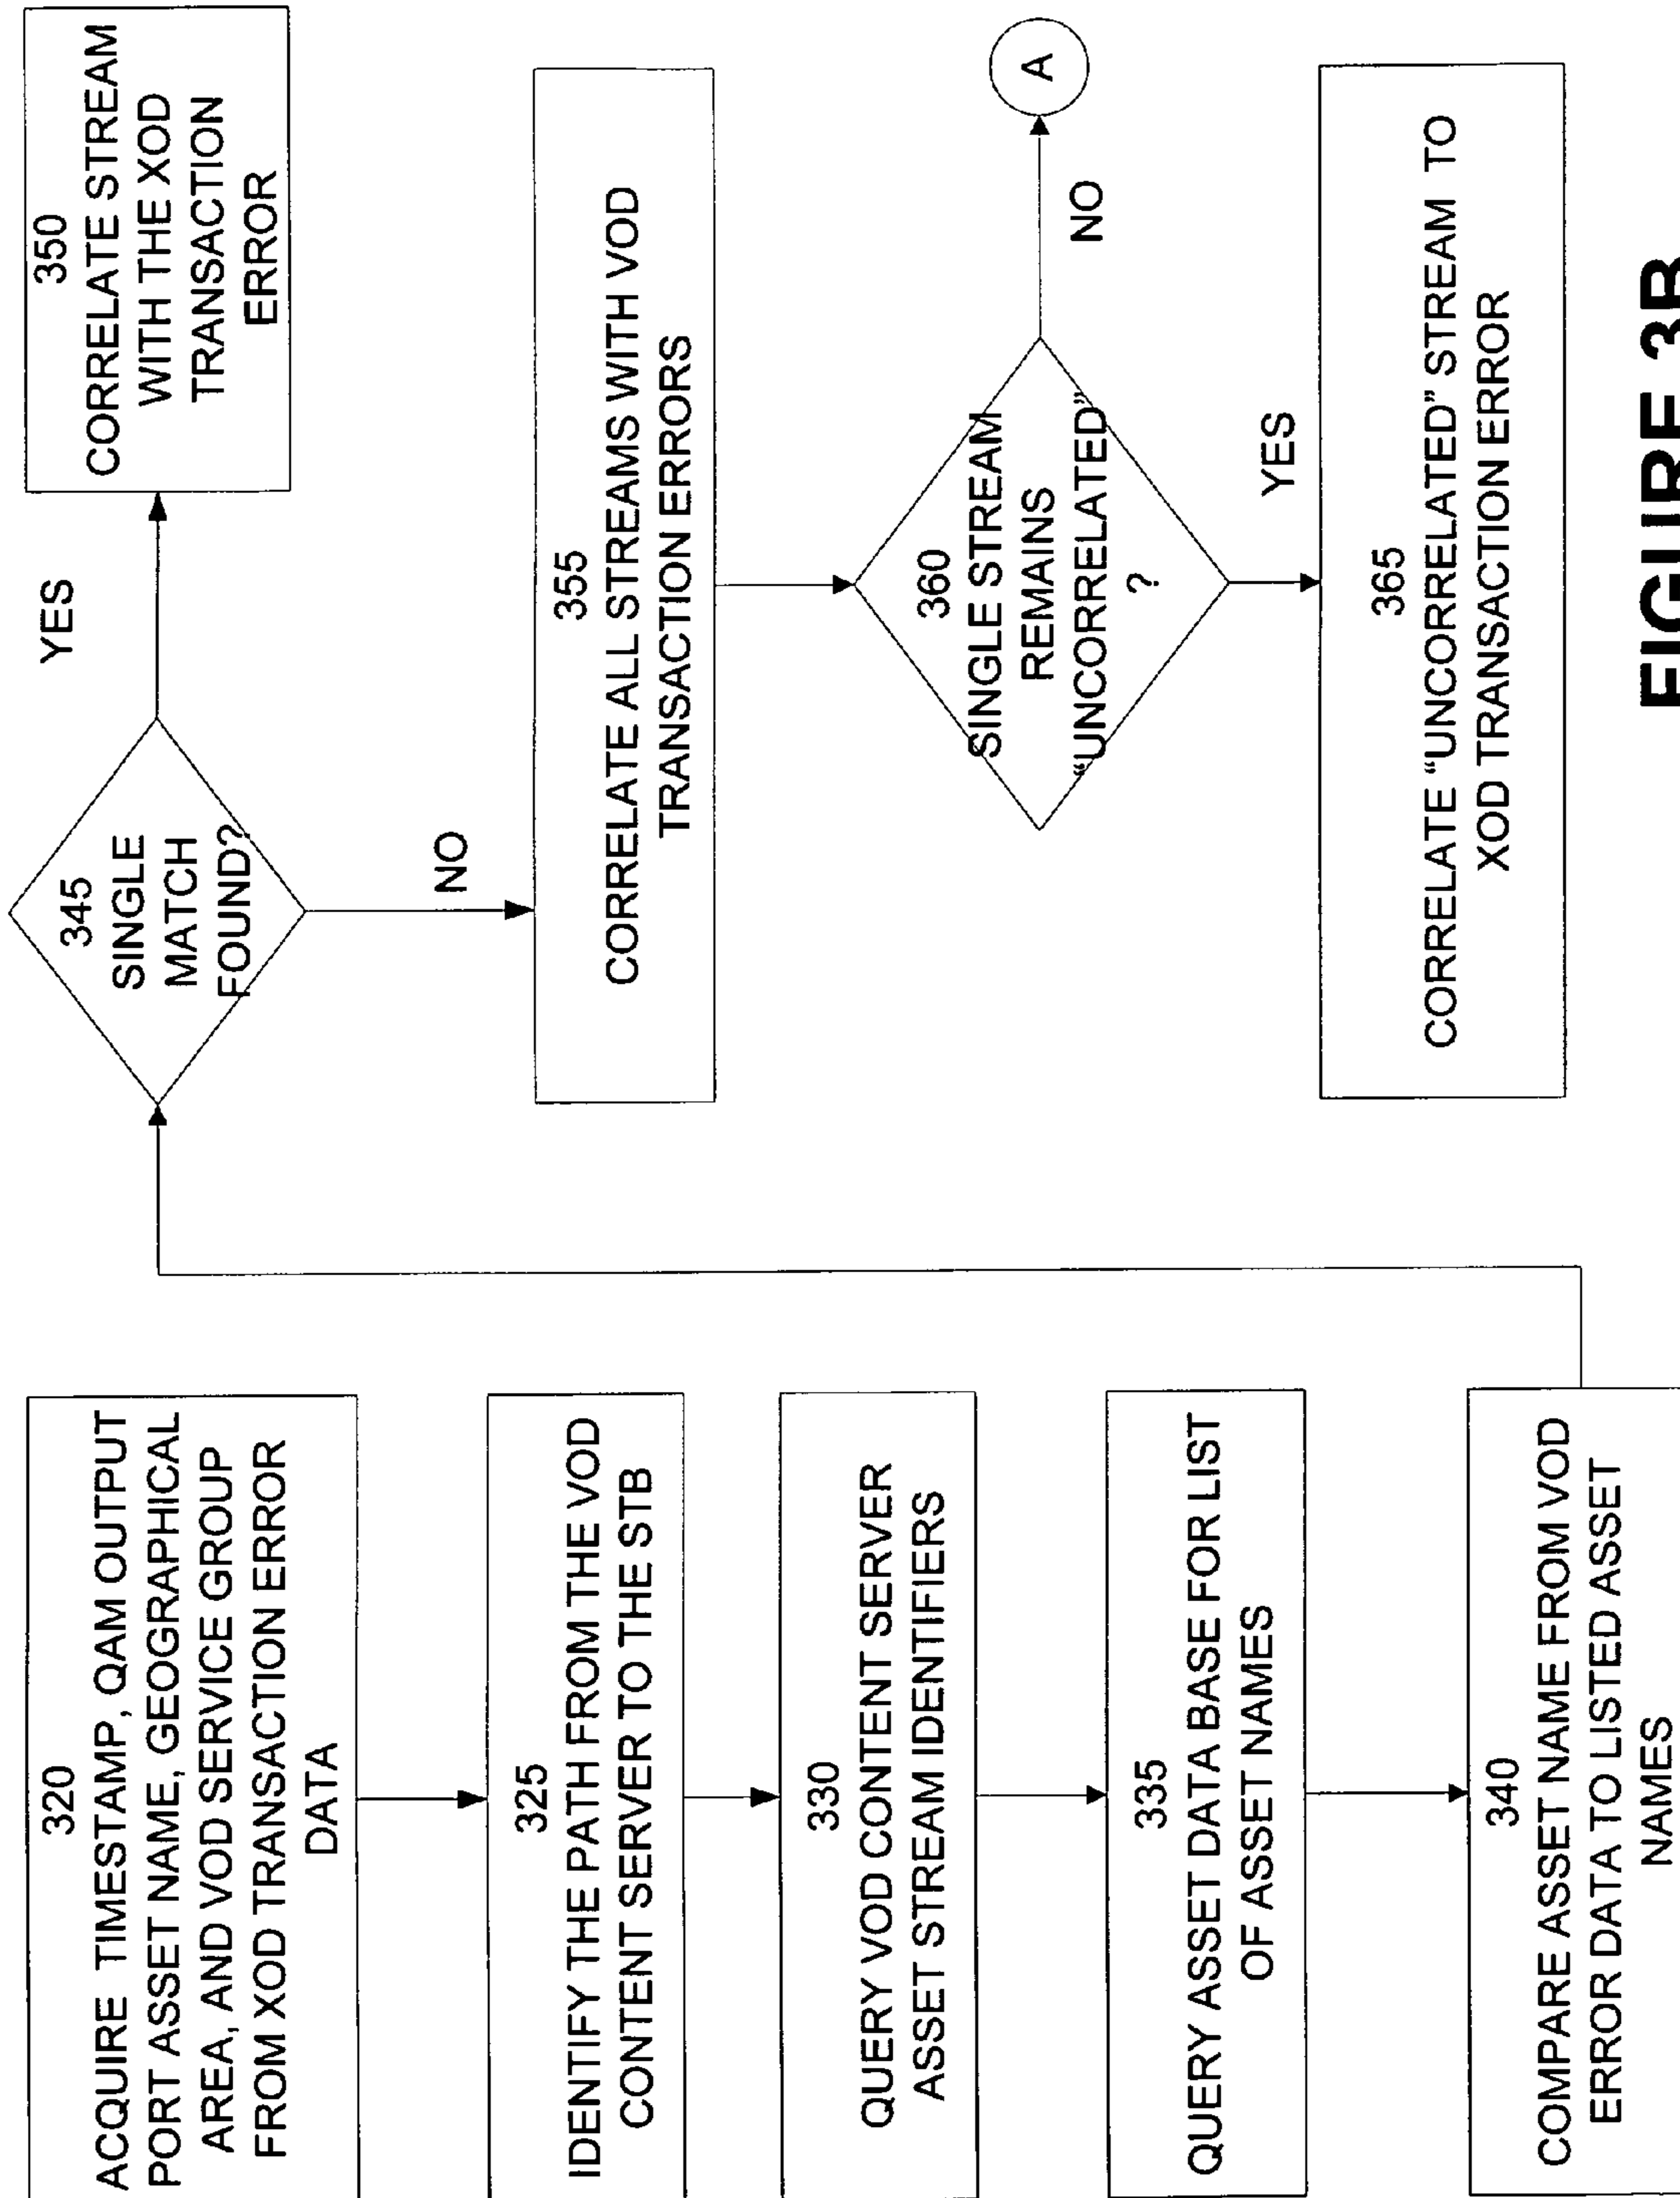 320
ACQUIRE TIMESTAMP, QAM OUTPUT
PORT ASSET NAME, GEOGRAPHICAL
AREA, AND VOD SERVICE GROUP
FROM XOD TRANSACTION ERROR
DATA
325
IDENTIFY THE PATH FROM THE VOD
CONTENT SERVER TO THE STB
330
QUERY VOD CONTENT SERVER
ASSET STREAM IDENTIFIERS
335
QUERY ASSET DATA BASE FOR LIST
OF ASSET NAMES
340
COMPARE ASSET NAME FROM VOD
ERROR DATA TO LISTED ASSET
NAMES
345
SINGLE
MATCH
FOUND?
YES
350
CORRELATE STREAM
WITH THE XOD
TRANSACTION
ERROR
NO
355
CORRELATE ALL STREAMS WITH VOD
TRANSACTION ERRORS
360
SINGLE STREAM
REMAINS
"UNCORRELATED"
?
NO
A
YES
365
CORRELATE "UNCORRELATED" STREAM TO
XOD TRANSACTION ERROR
FIGURE 3B